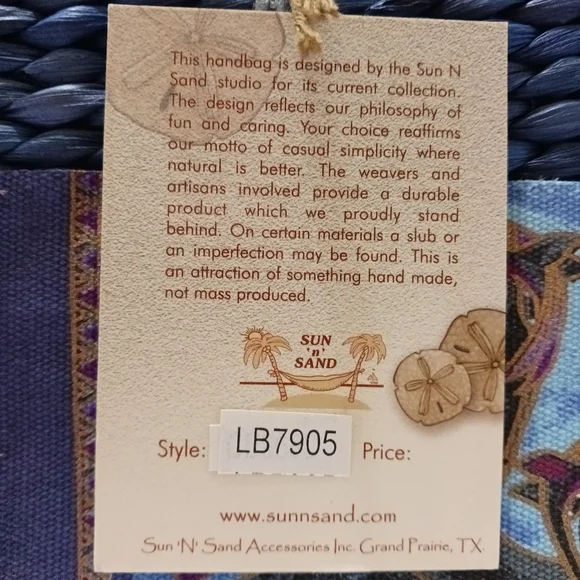 This handbag is designed by the Sun N
Sand studio for its current collection.
The design reflects our philosophy of
fun and caring. Your choice reaffirms
our motto of casual simplicity where
natural is better. The weavers and
artisans involved provide a durable
product which we proudly stand
behind. On certain materials a slub or
an imperfection may be found. This is
an attraction of something hand made,
not mass produced.
SUN
'n'
SAND
Style: LB7905 Price:
www.sunnsand.com
Sun 'N' Sand Accessories Inc. Grand Prairie, TX.